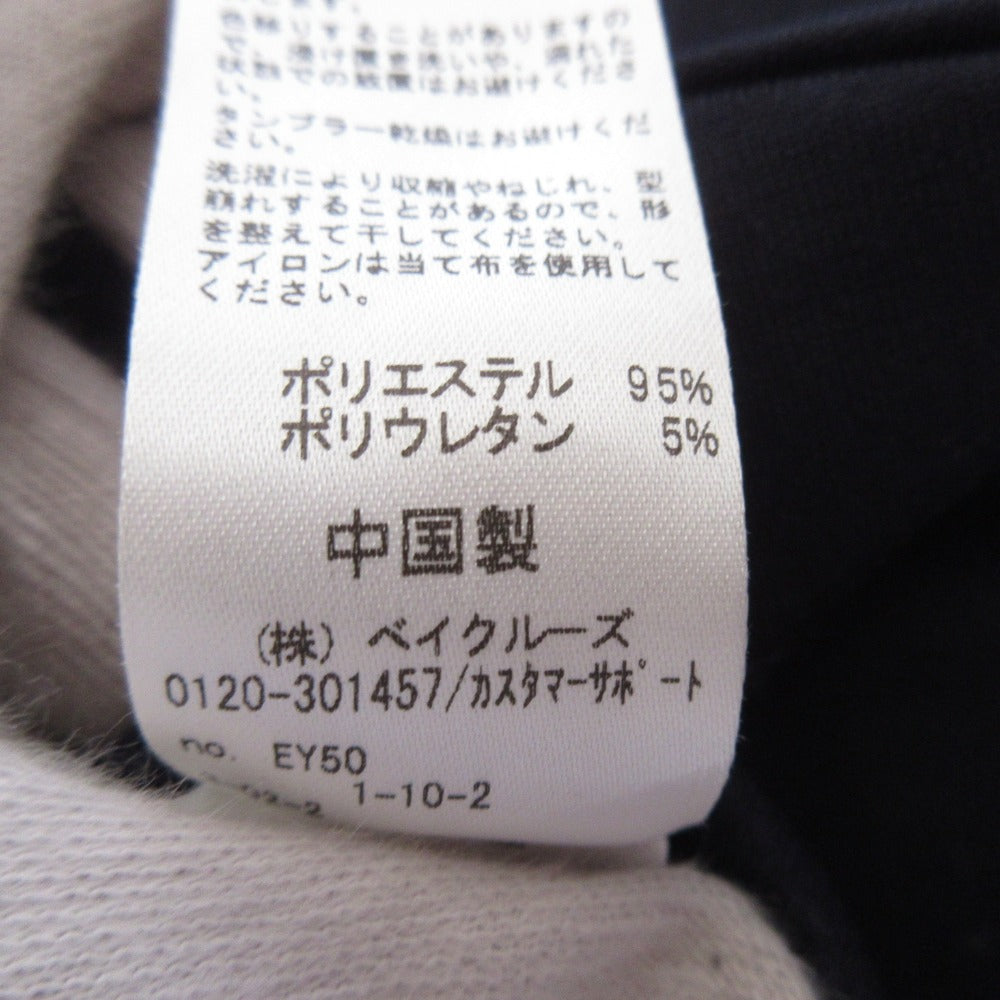 色移りすることがありますの
で、漬け置き洗いや、濡れた
状態での放置はお避けくださ
い。
タンブラー乾燥はお避けくだ
さい。
洗濯により収縮やねじれ、型
崩れすることがあるので、形
を整えて干してください。
アイロンは当て布を使用して
ください。
ポリエステル 95%
ポリウレタン 5%
中国製
(株) ベイクルーズ
0120-301457/カスタマーサポート
no. EY50
1-10-2